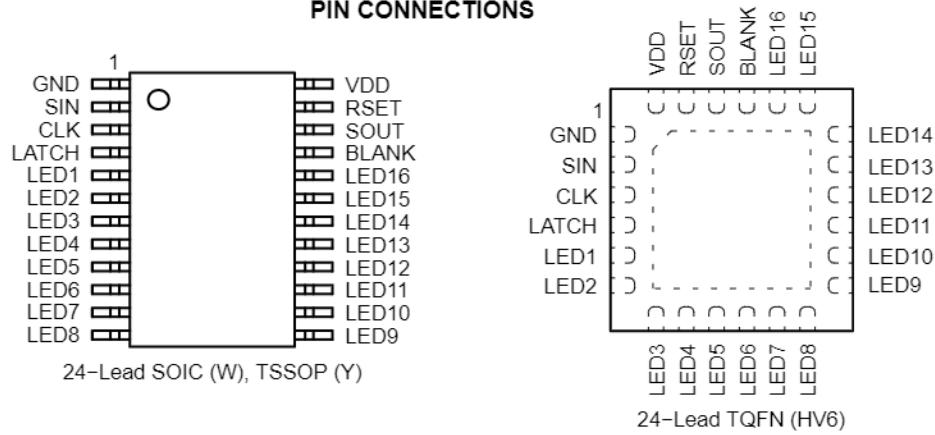 PIN CONNECTIONS
1
GND
SIN
CLK
LATCH
LED1
LED2
LED3
LED4
LED5
LED6
LED7
LED8
VDD
RSET
SOUT
BLANK
LED16
LED15
LED14
LED13
LED12
LED11
LED10
LED9
24−Lead SOIC (W), TSSOP (Y)
VDD
RSET
SOUT
BLANK
LED16
LED15
1
GND
SIN
CLK
LATCH
LED1
LED2
LED14
LED13
LED12
LED11
LED10
LED9
LED3
LED4
LED5
LED6
LED7
LED8
24−Lead TQFN (HV6)